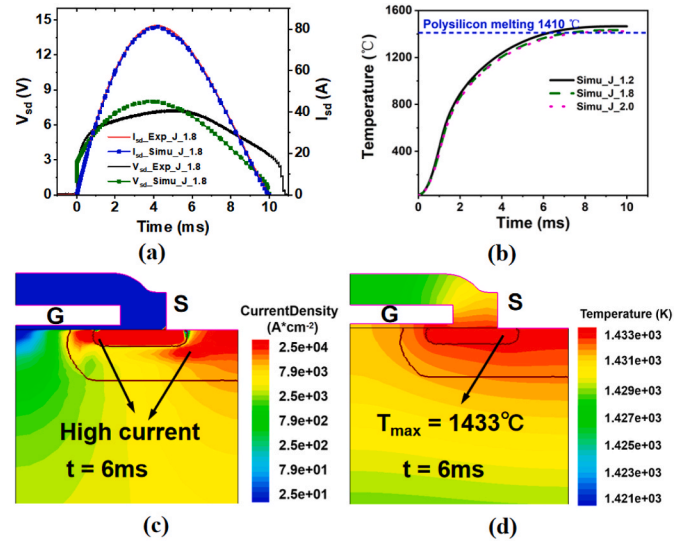 15
12
9
6
3
0
V_sd (V)
80
60
40
20
0
I_sd (A)
I_sd_Exp_J_1.8
I_sd_Simu_J_1.8
V_sd_Exp_J_1.8
V_sd_Simu_J_1.8
0 2 4 6 8 10
Time (ms)
(a)
1600
1200
800
400
Temperature (℃)
Polysilicon melting 1410 ℃
Simu_J_1.2
Simu_J_1.8
Simu_J_2.0
0 2 4 6 8 10
Time (ms)
(b)
G
S
High current
t = 6ms
CurrentDensity
(A*cm-2)
2.5e+04
7.9e+03
2.5e+03
7.9e+02
2.5e+02
7.9e+01
2.5e+01
(c)
G
S
Tmax = 1433℃
t = 6ms
Temperature (K)
1.433e+03
1.431e+03
1.429e+03
1.427e+03
1.425e+03
1.423e+03
1.421e+03
(d)